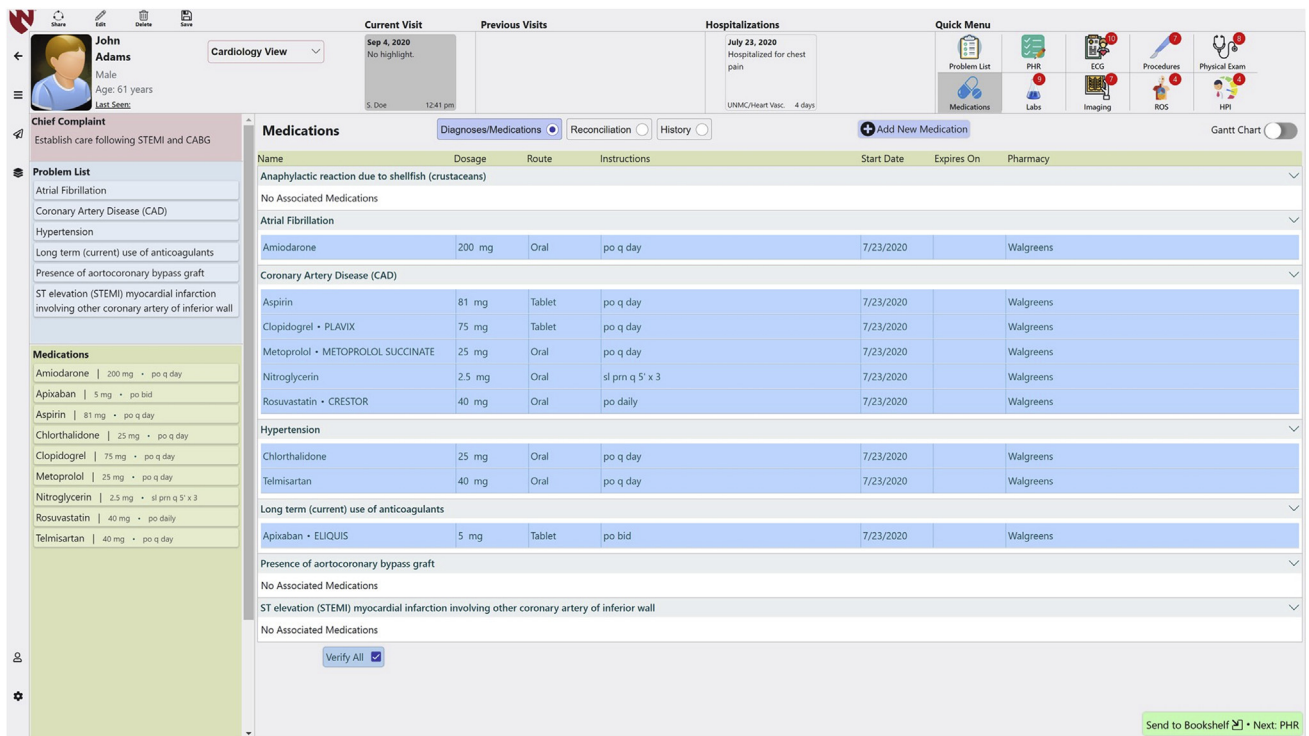 Share Edit Delete Save
Current Visit Previous Visits Hospitalizations Quick Menu
John
Adams
Male
Age: 61 years
Last Seen:
Cardiology View
Sep 4, 2020
No highlight.
S. Doe 12:41 pm
July 23, 2020
Hospitalized for chest
pain
UNMC/Heart Vasc. 4 days
10 7 8
Problem List PHR ECG Procedures Physical Exam
9 7 4 4
Medications Labs Imaging ROS HPI
Chief Complaint
Establish care following STEMI and CABG
Problem List
Atrial Fibrillation
Coronary Artery Disease (CAD)
Hypertension
Long term (current) use of anticoagulants
Presence of aortocoronary bypass graft
ST elevation (STEMI) myocardial infarction
involving other coronary artery of inferior wall
Medications
Amiodarone | 200 mg • po q day
Apixaban | 5 mg • po bid
Aspirin | 81 mg • po q day
Chlorthalidone | 25 mg • po q day
Clopidogrel | 75 mg • po q day
Metoprolol | 25 mg • po q day
Nitroglycerin | 2.5 mg • sl prn q 5' x 3
Rosuvastatin | 40 mg • po daily
Telmisartan | 40 mg • po q day
Medications Diagnoses/Medications Reconciliation History Add New Medication Gantt Chart
Name Dosage Route Instructions Start Date Expires On Pharmacy
Anaphylactic reaction due to shellfish (crustaceans)
No Associated Medications
Atrial Fibrillation
Amiodarone 200 mg Oral po q day 7/23/2020 Walgreens
Coronary Artery Disease (CAD)
Aspirin 81 mg Tablet po q day 7/23/2020 Walgreens
Clopidogrel • PLAVIX 75 mg Tablet po q day 7/23/2020 Walgreens
Metoprolol • METOPROLOL SUCCINATE 25 mg Oral po q day 7/23/2020 Walgreens
Nitroglycerin 2.5 mg Oral sl prn q 5' x 3 7/23/2020 Walgreens
Rosuvastatin • CRESTOR 40 mg Oral po daily 7/23/2020 Walgreens
Hypertension
Chlorthalidone 25 mg Oral po q day 7/23/2020 Walgreens
Telmisartan 40 mg Oral po q day 7/23/2020 Walgreens
Long term (current) use of anticoagulants
Apixaban • ELIQUIS 5 mg Tablet po bid 7/23/2020 Walgreens
Presence of aortocoronary bypass graft
No Associated Medications
ST elevation (STEMI) myocardial infarction involving other coronary artery of inferior wall
No Associated Medications
Verify All
Send to Bookshelf • Next: PHR